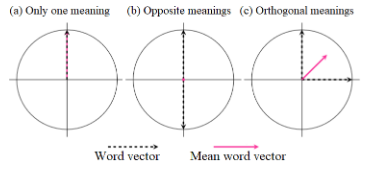 (a) Only one meaning (b) Opposite meanings (c) Orthogonal meanings
Word vector Mean word vector